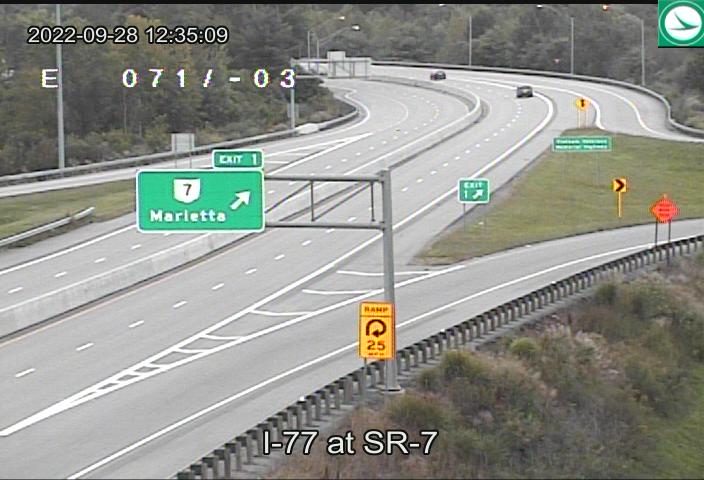 2022-09-28 12:35:09
E 071/-03
EXIT 1
7
Marietta
EXIT
1
RAMP
25
MPH
I-77 at SR-7